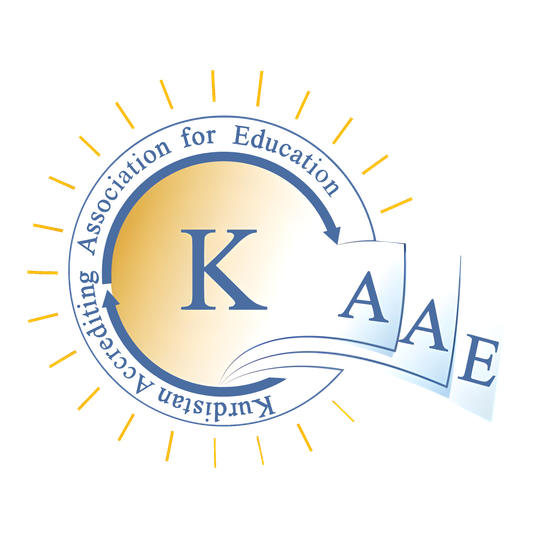 Kurdistan Accrediting Association for Education
K
A
A
E